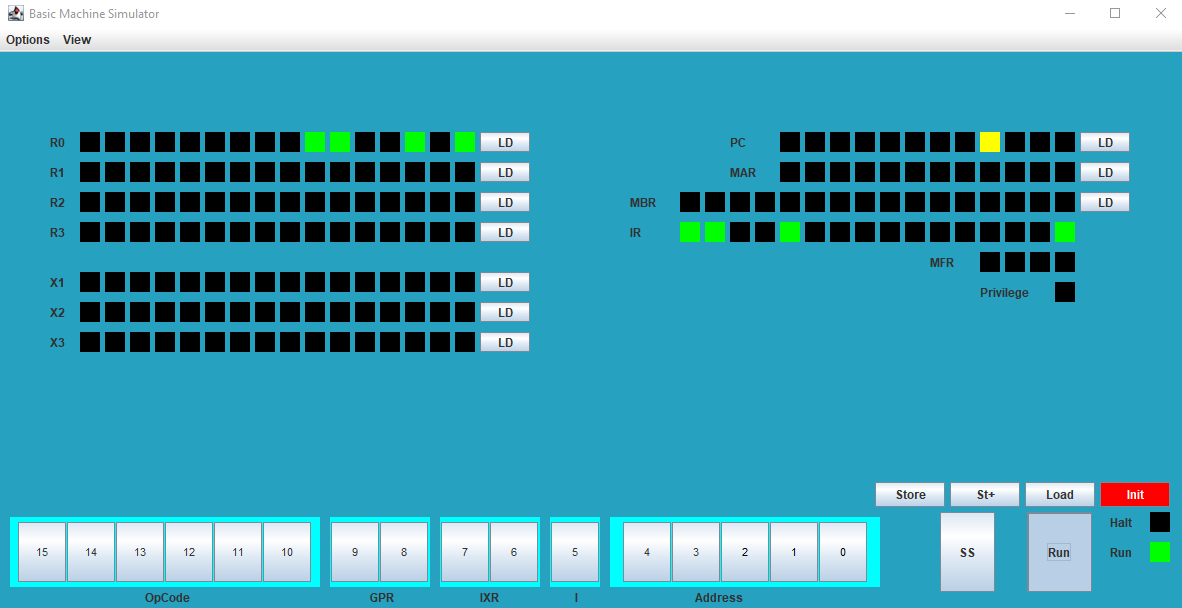 Basic Machine Simulator
Options View
R0 LD PC LD
R1 LD MAR LD
R2 LD MBR LD
R3 LD IR
MFR
X1 LD Privilege
X2 LD
X3 LD
Store St+ Load Init
15 14 13 12 11 10 9 8 7 6 5 4 3 2 1 0 SS Run Halt
Run
OpCode GPR IXR I Address